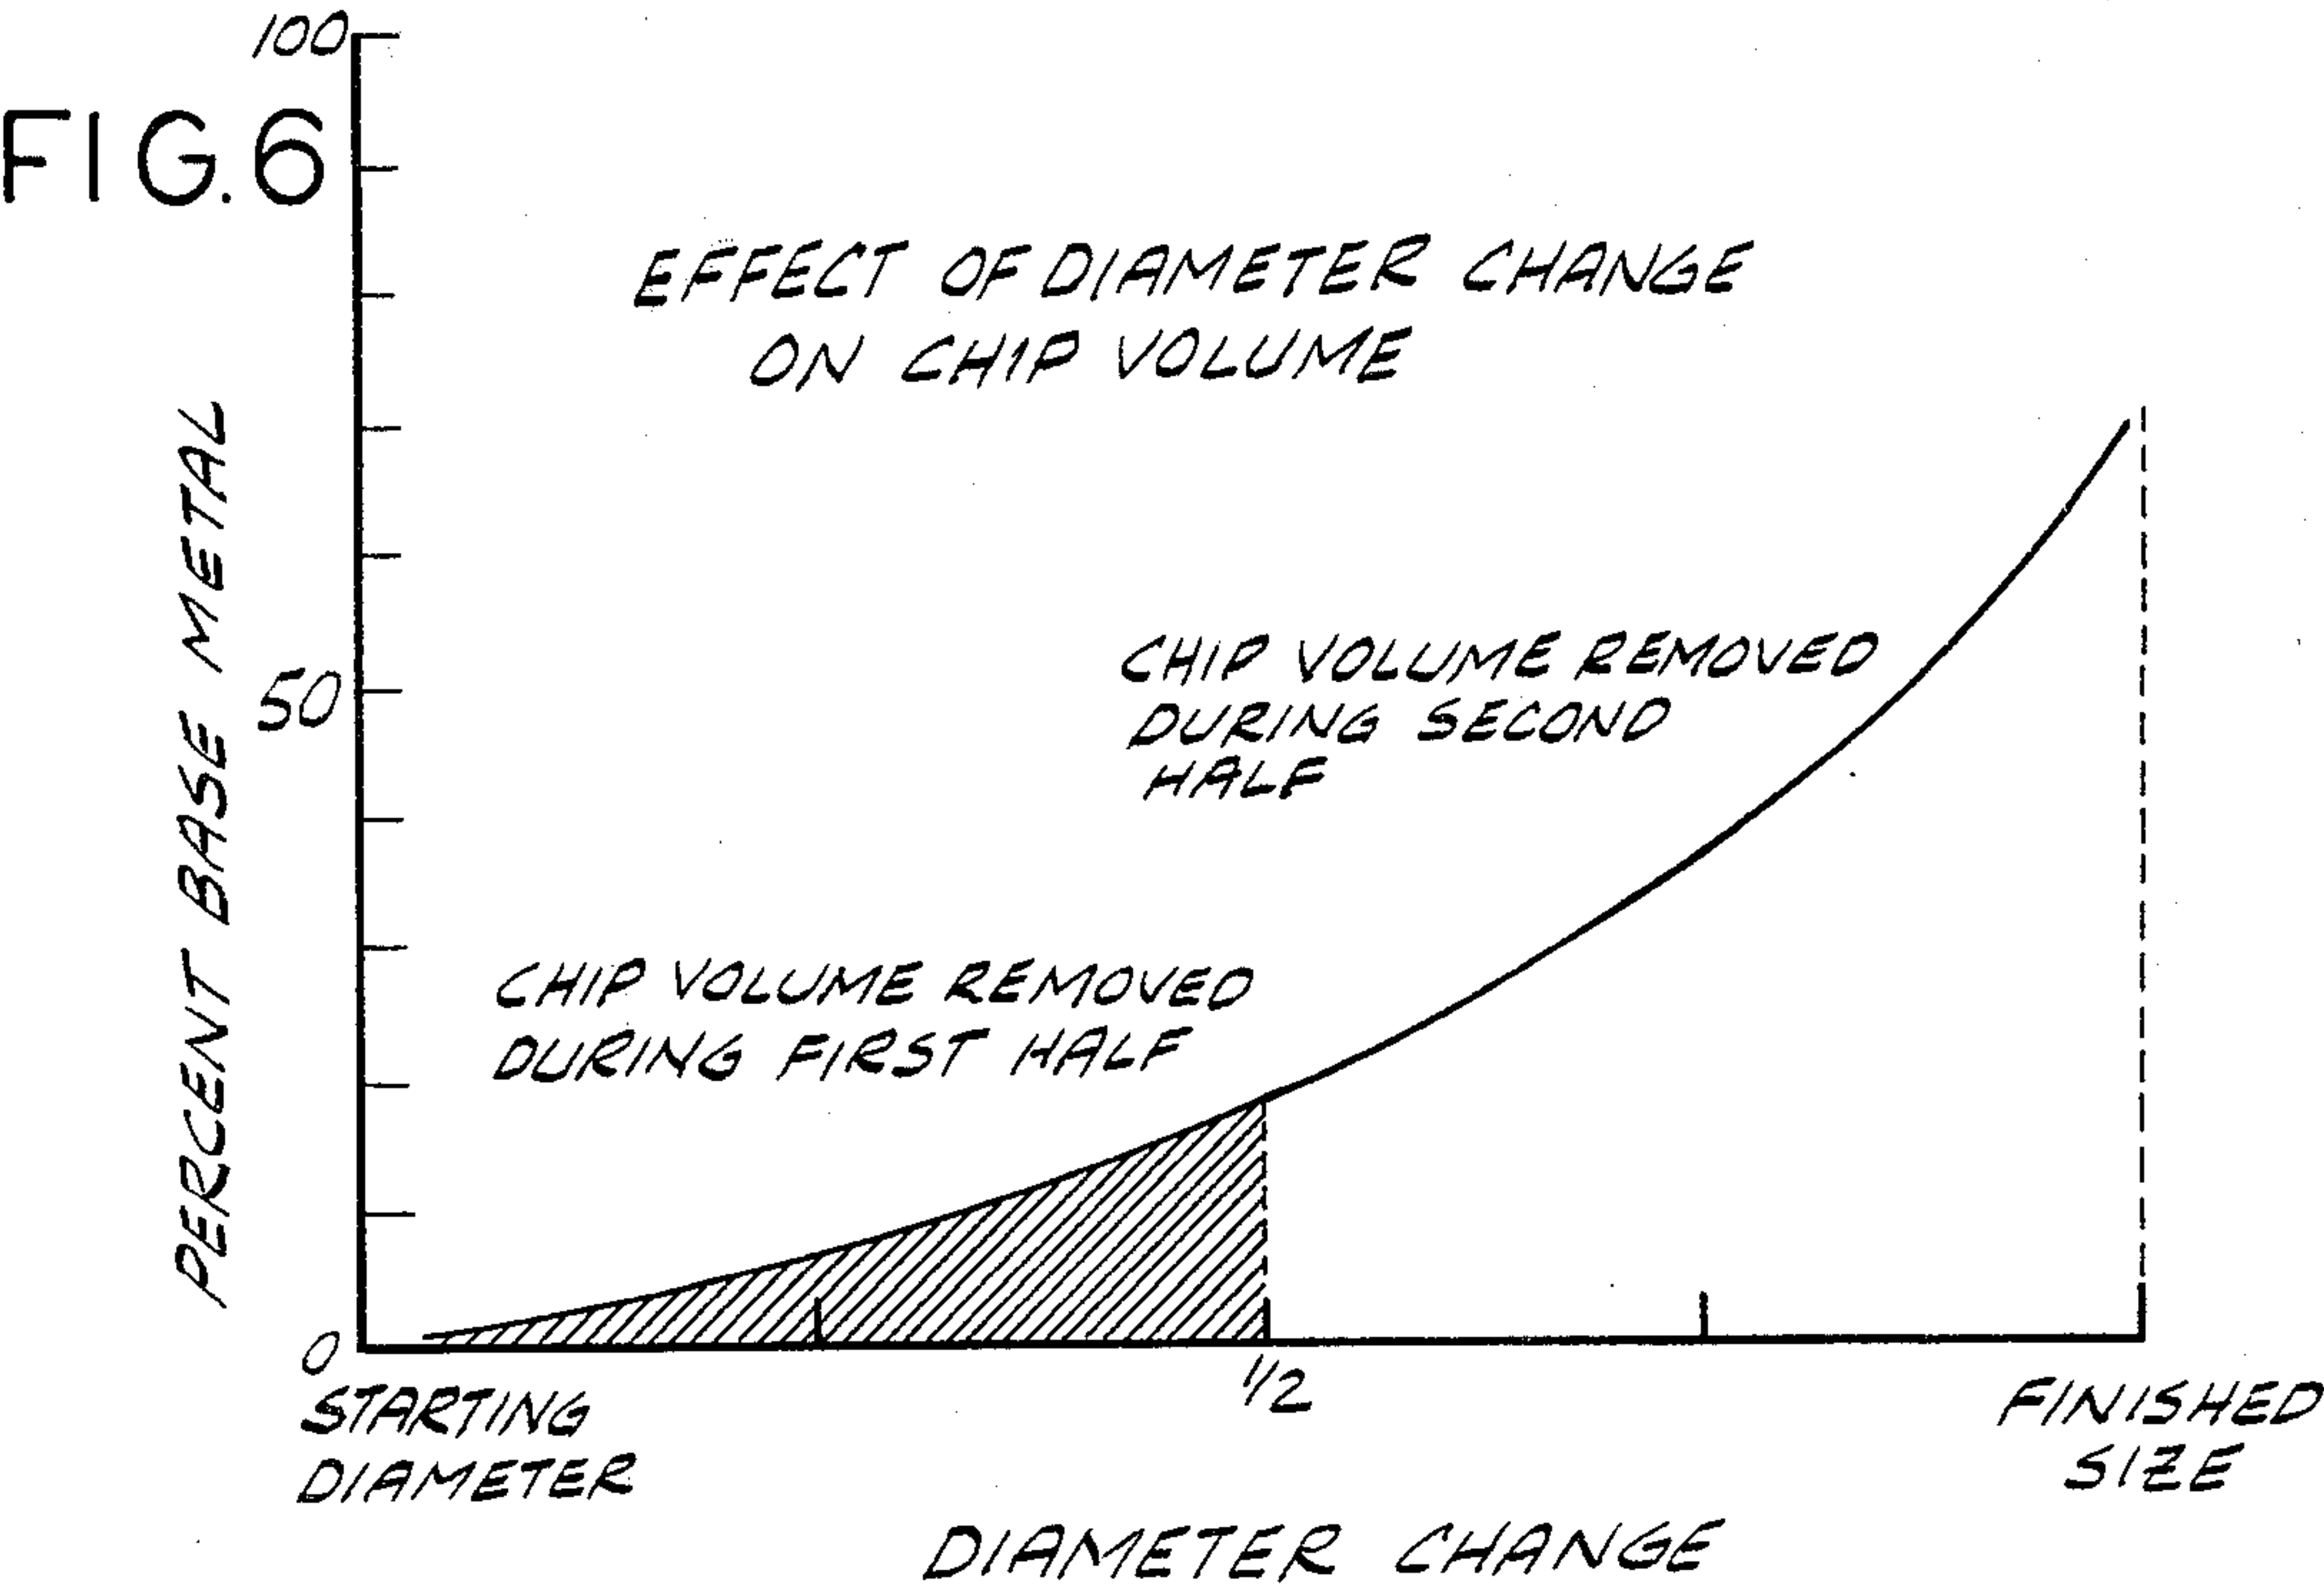 100
FIG. 6
EFFECT OF DIAMETER CHANGE
ON CHIP VOLUME
PERCENT BASE METAL
50
CHIP VOLUME REMOVED
DURING SECOND
HALF
CHIP VOLUME REMOVED
DURING FIRST HALF
0
STARTING
DIAMETER
1/2
FINISHED
SIZE
DIAMETER CHANGE